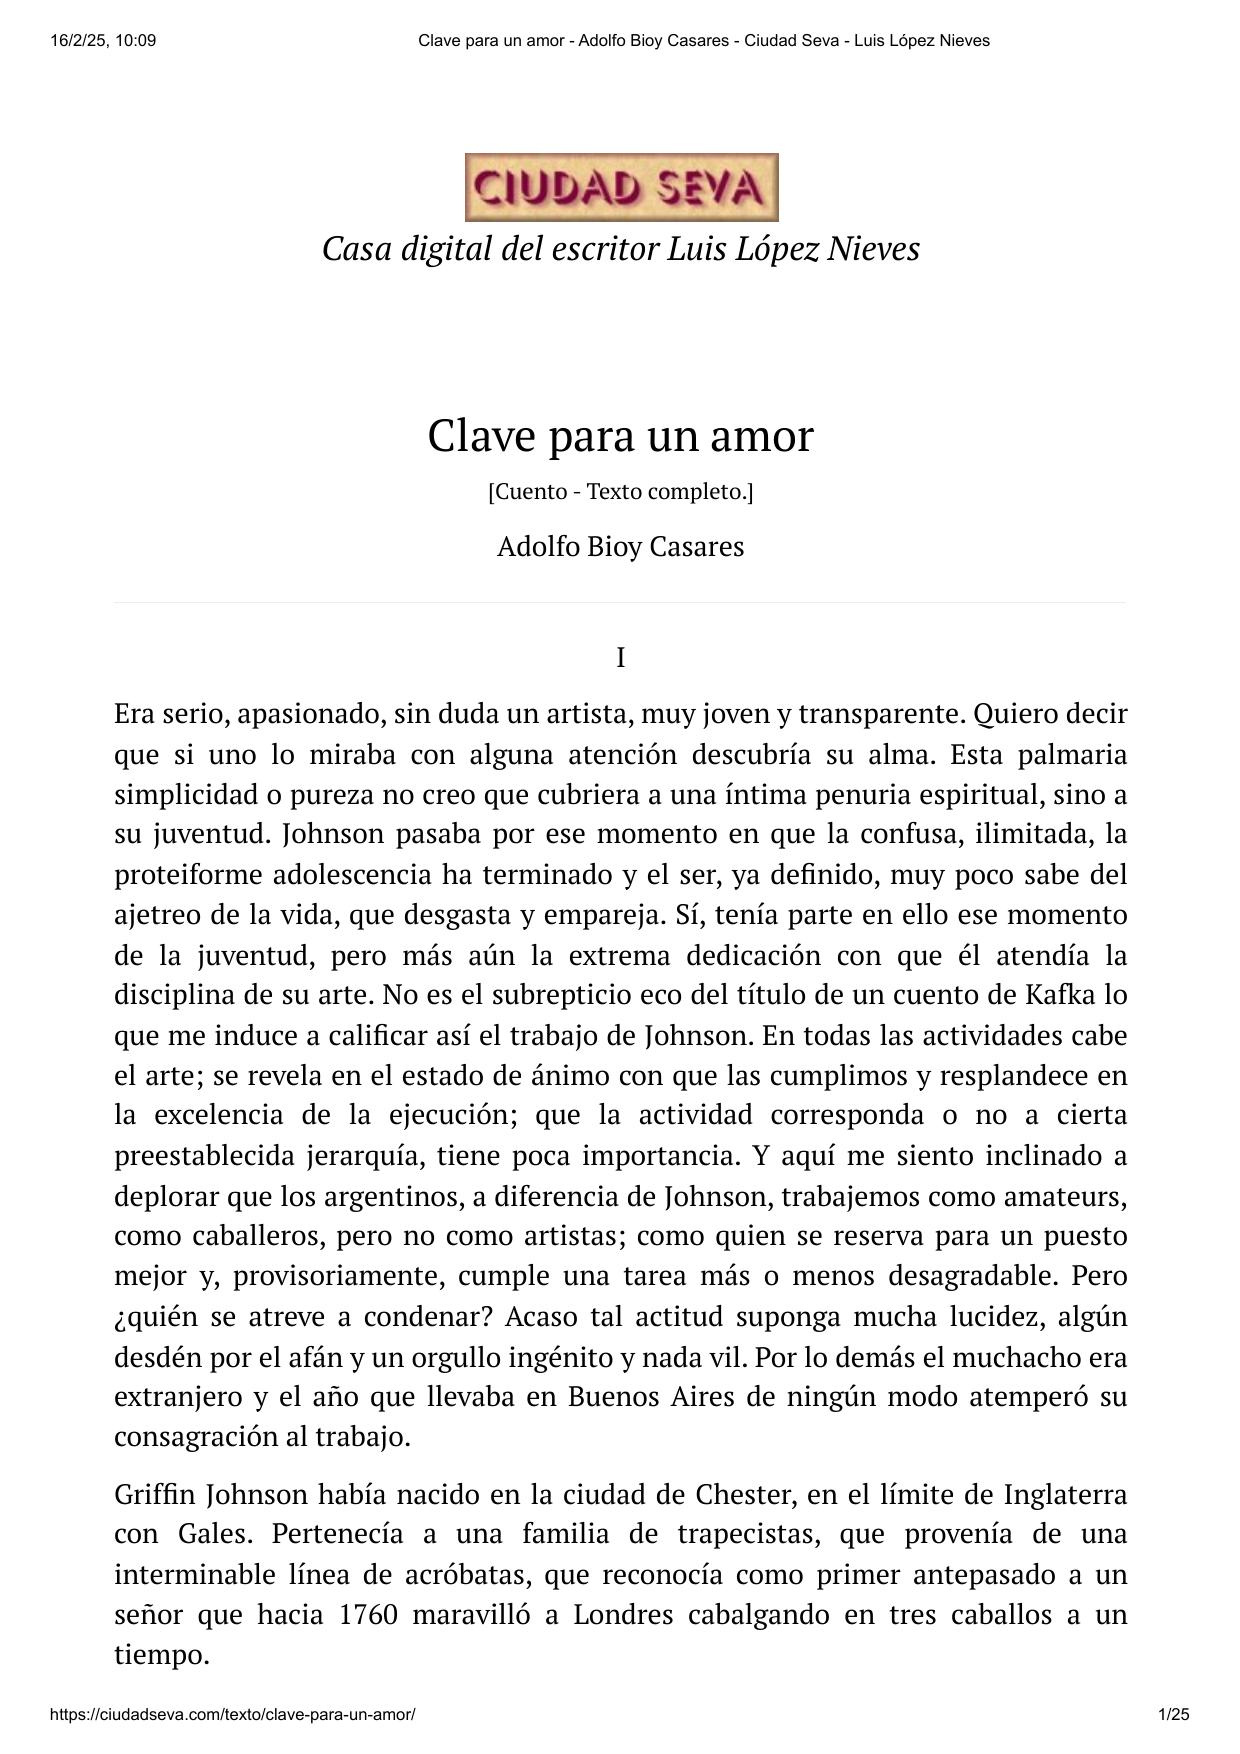 16/2/25, 10:09 Clave para un amor - Adolfo Bioy Casares - Ciudad Seva - Luis López Nieves
CIUDAD SEVA
Casa digital del escritor Luis López Nieves
Clave para un amor
[Cuento - Texto completo.]
Adolfo Bioy Casares
I
Era serio, apasionado, sin duda un artista, muy joven y transparente. Quiero decir
que si uno lo miraba con alguna atención descubría su alma. Esta palmaria
simplicidad o pureza no creo que cubriera a una íntima penuria espiritual, sino a
su juventud. Johnson pasaba por ese momento en que la confusa, ilimitada, la
proteiforme adolescencia ha terminado y el ser, ya definido, muy poco sabe del
ajetreo de la vida, que desgasta y empareja. Sí, tenía parte en ello ese momento
de la juventud, pero más aún la extrema dedicación con que él atendía la
disciplina de su arte. No es el subrepticio eco del título de un cuento de Kafka lo
que me induce a calificar así el trabajo de Johnson. En todas las actividades cabe
el arte; se revela en el estado de ánimo con que las cumplimos y resplandece en
la excelencia de la ejecución; que la actividad corresponda o no a cierta
preestablecida jerarquía, tiene poca importancia. Y aquí me siento inclinado a
deplorar que los argentinos, a diferencia de Johnson, trabajemos como amateurs,
como caballeros, pero no como artistas; como quien se reserva para un puesto
mejor y, provisoriamente, cumple una tarea más o menos desagradable. Pero
¿quién se atreve a condenar? Acaso tal actitud suponga mucha lucidez, algún
desdén por el afán y un orgullo ingénito y nada vil. Por lo demás el muchacho era
extranjero y el año que llevaba en Buenos Aires de ningún modo atemperó su
consagración al trabajo.
Griffin Johnson había nacido en la ciudad de Chester, en el límite de Inglaterra
con Gales. Pertenecía a una familia de trapecistas, que provenía de una
interminable línea de acróbatas, que reconocía como primer antepasado a un
señor que hacia 1760 maravilló a Londres cabalgando en tres caballos a un
tiempo.
https://ciudadseva.com/texto/clave-para-un-amor/ 1/25